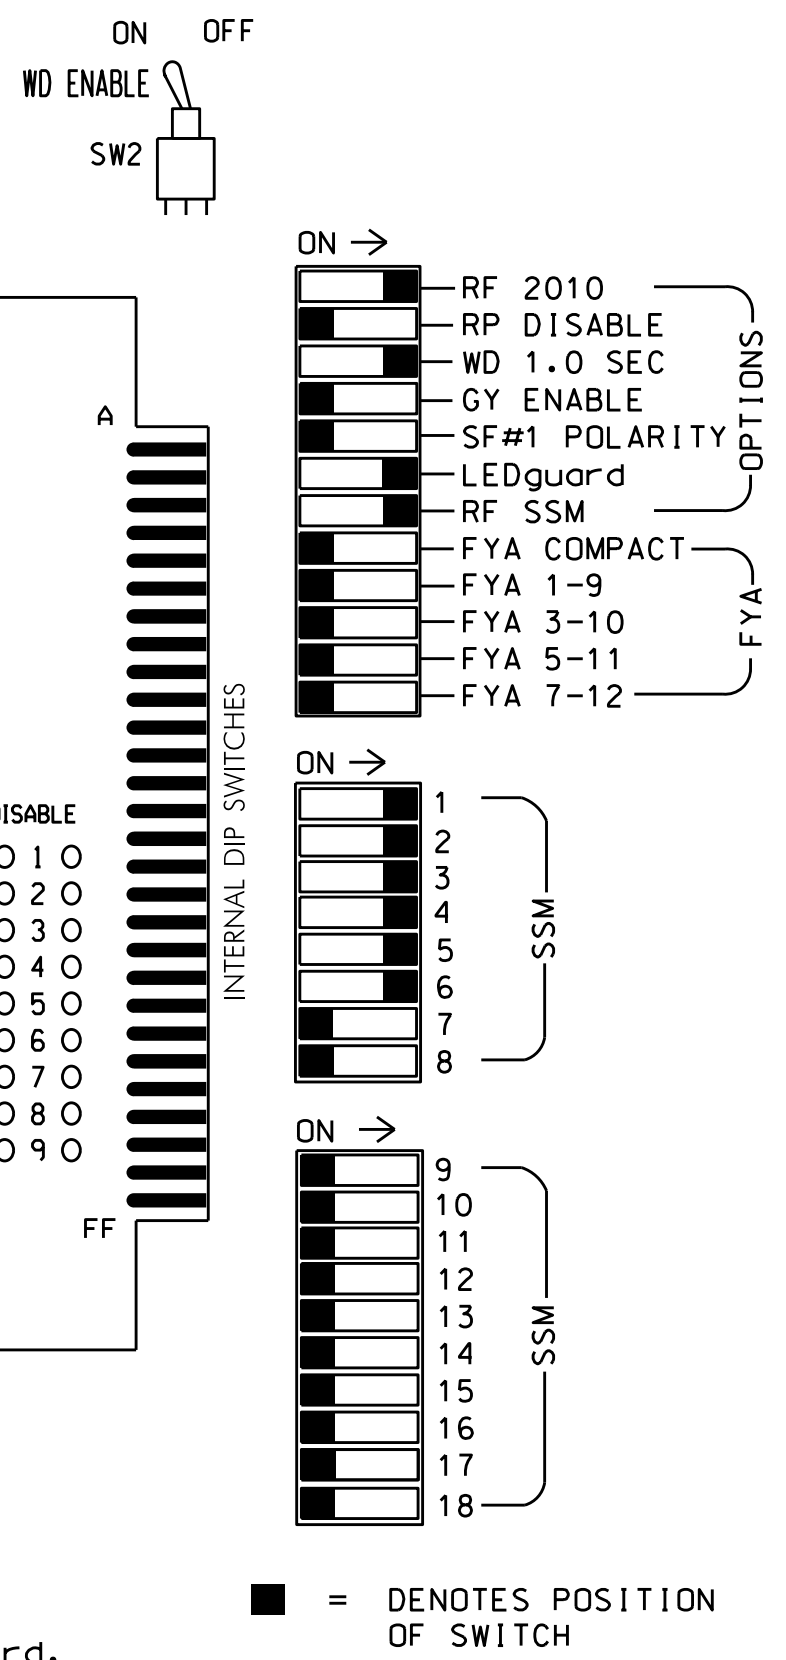 ON OFF
WD ENABLE
SW2
ON
RF 2010
RP DISABLE
WD 1.0 SEC
GY ENABLE
SF#1 POLARITY
LEDguard
RF SSM
OPTIONS
FYA COMPACT
FYA 1-9
FYA 3-10
FYA 5-11
FYA 7-12
FYA
A
FF
INTERNAL DIP SWITCHES
ISABLE
1
2
3
4
5
6
7
8
9
ON
1
2
3
4
5
6
7
8
SSM
ON
9
10
11
12
13
14
15
16
17
18
SSM
= DENOTES POSITION
OF SWITCH
rd.